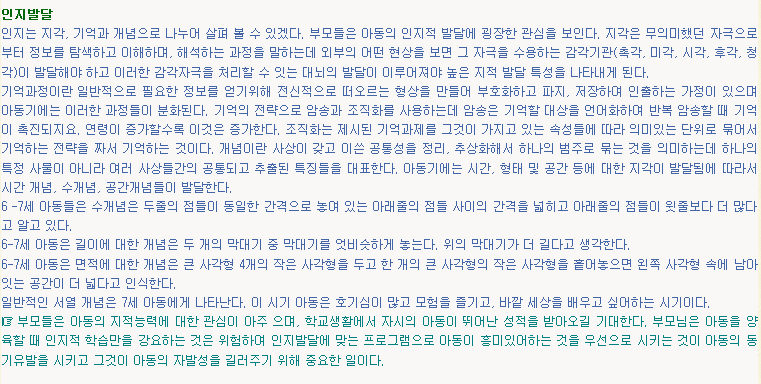 인지발달
인지는 지각, 기억과 개념으로 나누어 살펴 볼 수 있겠다. 부모들은 아동의 인지적 발달에 굉장한 관심을 보인다. 지각은 무의미했던 자극으로
부터 정보를 탐색하고 이해하며, 해석하는 과정을 말하는데 외부의 어떤 현상을 보면 그 자극을 수용하는 감각기관(촉각, 미각, 시각, 후각, 청
각)이 발달해야 하고 이러한 감각자극을 처리할 수 잇는 대뇌의 발달이 이루어져야 높은 지적 발달 특성을 나타내게 된다.
기억과정이란 일반적으로 필요한 정보를 얻기위해 전신적으로 떠오르는 형상을 만들어 부호화하고 파지, 저장하여 인출하는 가정이 있으며
아동기에는 이러한 과정들이 분화된다. 기억의 전략으로 암송과 조직화를 사용하는데 암송은 기억할 대상을 언어화하여 반복 암송할 때 기억
이 촉진되지요. 연령이 증가할수록 이것은 증가한다. 조직화는 제시된 기억과제를 그것이 가지고 있는 속성들에 따라 의미있는 단위로 묶어서
기억하는 전략을 짜서 기억하는 것이다. 개념이란 사상이 갖고 이쓴 공통성을 정리, 추상화해서 하나의 범주로 묶는 것을 의미하는데 하나의
특정 사물이 아니라 여러 사상들간의 공통되고 추출된 특징들을 대표한다. 아동기에는 시간, 형태 및 공간 등에 대한 지각이 발달됨에 따라서
시간 개념, 수개념, 공간개념들이 발달한다.
6 -7세 아동들은 수개념은 두줄의 점들이 동일한 간격으로 놓여 있는 아래줄의 점들 사이의 간격을 넓히고 아래줄의 점들이 윗줄보다 더 많다
고 알고 있다.
6-7세 아동은 길이에 대한 개념은 두 개의 막대기 중 막대기를 엇비슷하게 놓는다. 위의 막대기가 더 길다고 생각한다.
6-7세 아동은 면적에 대한 개념은 큰 사각형 4개의 작은 사각형을 두고 한 개의 큰 사각형의 작은 사각형을 흩어놓으면 왼쪽 사각형 속에 남아
잇는 공간이 더 넓다고 인식한다.
일반적인 서열 개념은 7세 아동에게 나타난다. 이 시기 아동은 호기심이 많고 모험을 즐기고, 바깥 세상을 배우고 싶어하는 시기이다.
☞ 부모들은 아동의 지적능력에 대한 관심이 아주 으며, 학교생활에서 자시의 아동이 뛰어난 성적을 받아오길 기대한다. 부모님은 아동을 양
육할 때 인지적 학습만을 강요하는 것은 위험하며 인지발달에 맞는 프로그램으로 아동이 흥미있어하는 것을 우선으로 시키는 것이 아동의 동
기유발을 시키고 그것이 아동의 자발성을 길러주기 위해 중요한 일이다.